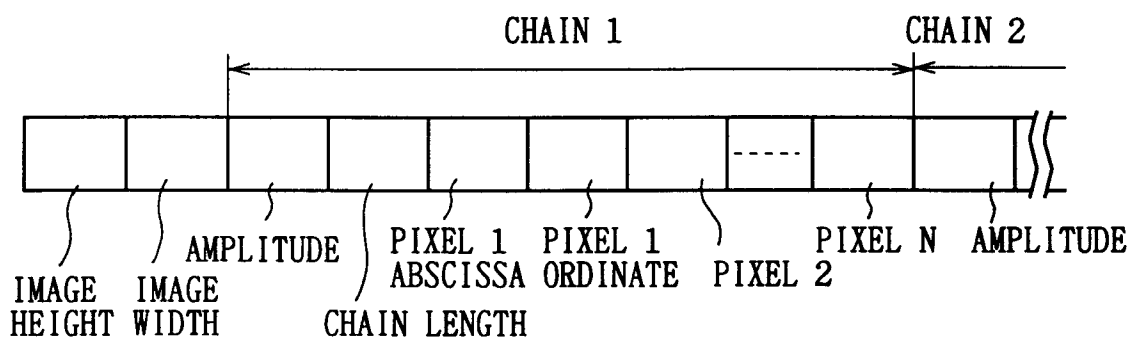 CHAIN 1
CHAIN 2
AMPLITUDE
PIXEL 1
ABSCISSA
PIXEL 1
ORDINATE
PIXEL 2
PIXEL N
AMPLITUDE
IMAGE
HEIGHT
IMAGE
WIDTH
CHAIN LENGTH